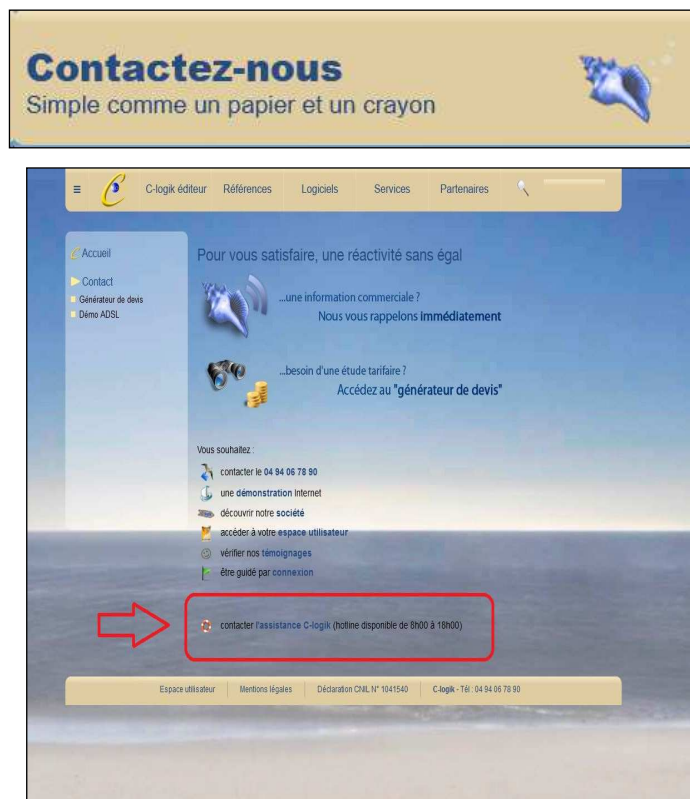 Contactez-nous
Simple comme un papier et un crayon
≡ C C-logik éditeur Références Logiciels Services Partenaires
Accueil
Contact
Générateur de devis
Démo ADSL
Pour vous satisfaire, une réactivité sans égal
...une information commerciale ?
Nous vous rappelons immédiatement
...besoin d'une étude tarifaire ?
Accédez au "générateur de devis"
Vous souhaitez :
contacter le 04 94 06 78 90
une démonstration Internet
découvrir notre société
accéder à votre espace utilisateur
vérifier nos témoignages
être guidé par connexion
contacter l'assistance C-logik (hotline disponible de 8h00 à 18h00)
Espace utilisateur Mentions légales Déclaration CNIL N° 1041540 C-logik - Tél : 04 94 06 78 90